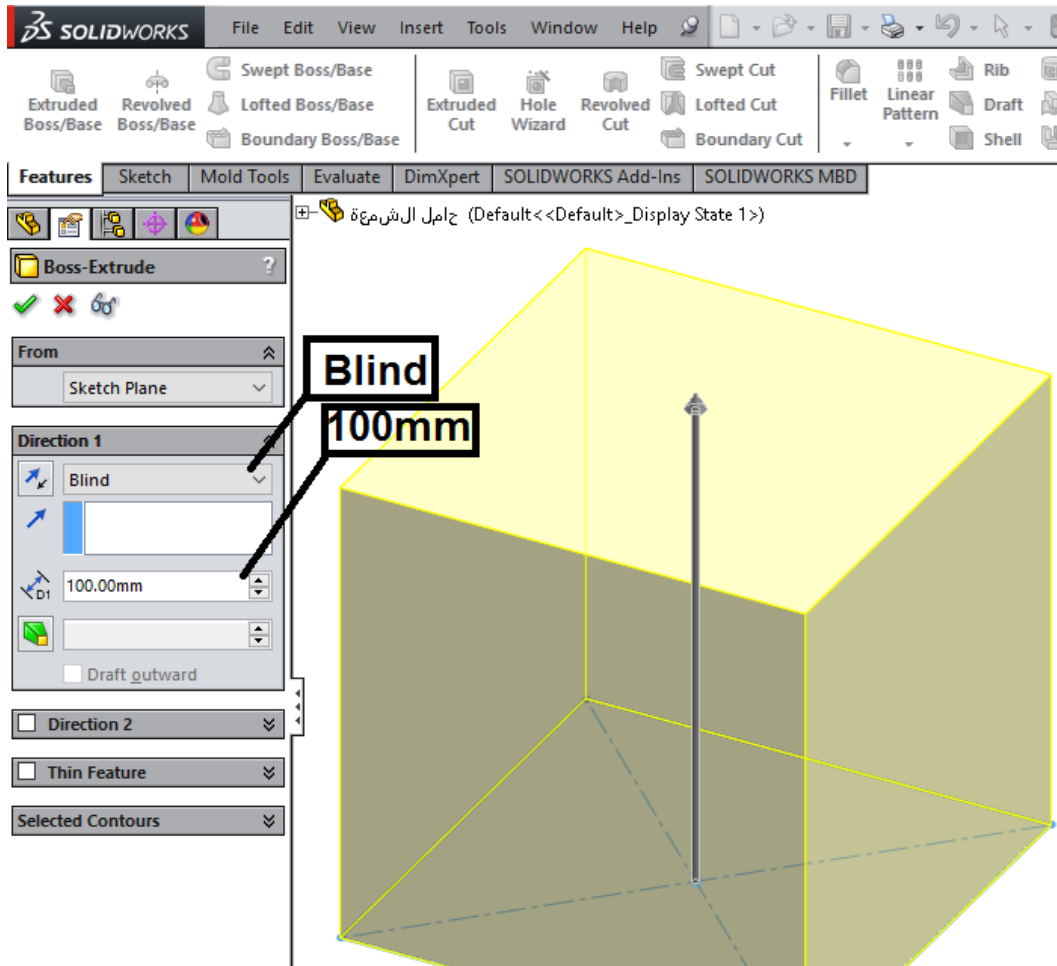 SOLIDWORKS File Edit View Insert Tools Window Help
Extruded Boss/Base
Revolved Boss/Base
Swept Boss/Base
Lofted Boss/Base
Boundary Boss/Base
Extruded Cut
Hole Wizard
Revolved Cut
Swept Cut
Lofted Cut
Boundary Cut
Fillet
Linear Pattern
Rib
Draft
Shell
Features Sketch Mold Tools Evaluate DimXpert SOLIDWORKS Add-Ins SOLIDWORKS MBD
حامل الشمعة (Default<<Default>_Display State 1>)
Boss-Extrude ?
From
Sketch Plane
Blind
100mm
Direction 1
Blind
D1 100.00mm
Draft outward
Direction 2
Thin Feature
Selected Contours